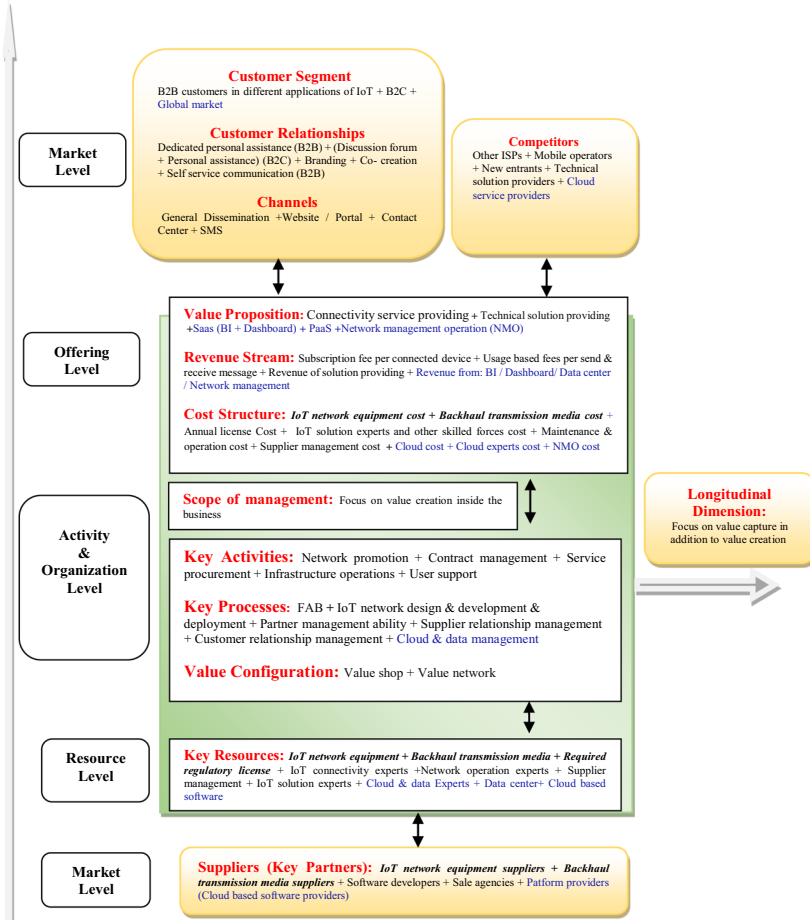 Customer Segment
B2B customers in different applications of IoT + B2C +
Global market
Customer Relationships
Dedicated personal assistance (B2B) + (Discussion forum
+ Personal assistance) (B2C) + Branding + Co- creation
+ Self service communication (B2B)
Channels
General Dissemination +Website / Portal + Contact
Center + SMS
Market
Level
Competitors
Other ISPs + Mobile operators
+ New entrants + Technical
solution providers + Cloud
service providers
Offering
Level
Value Proposition: Connectivity service providing + Technical solution providing
+Saas (BI + Dashboard) + PaaS +Network management operation (NMO)
Revenue Stream: Subscription fee per connected device + Usage based fees per send &
receive message + Revenue of solution providing + Revenue from: BI / Dashboard/ Data center
/ Network management
Cost Structure: IoT network equipment cost + Backhaul transmission media cost +
Annual license Cost + IoT solution experts and other skilled forces cost + Maintenance &
operation cost + Supplier management cost + Cloud cost + Cloud experts cost + NMO cost
Activity
&
Organization
Level
Scope of management: Focus on value creation inside the
business
Longitudinal
Dimension:
Focus on value capture in
addition to value creation
Key Activities: Network promotion + Contract management + Service
procurement + Infrastructure operations + User support
Key Processes: FAB + IoT network design & development &
deployment + Partner management ability + Supplier relationship management
+ Customer relationship management + Cloud & data management
Value Configuration: Value shop + Value network
Resource
Level
Key Resources: IoT network equipment + Backhaul transmission media + Required
regulatory license + IoT connectivity experts +Network operation experts + Supplier
management + IoT solution experts + Cloud & data Experts + Data center+ Cloud based
software
Market
Level
Suppliers (Key Partners): IoT network equipment suppliers + Backhaul
transmission media suppliers + Software developers + Sale agencies + Patform providers
(Cloud based software providers)